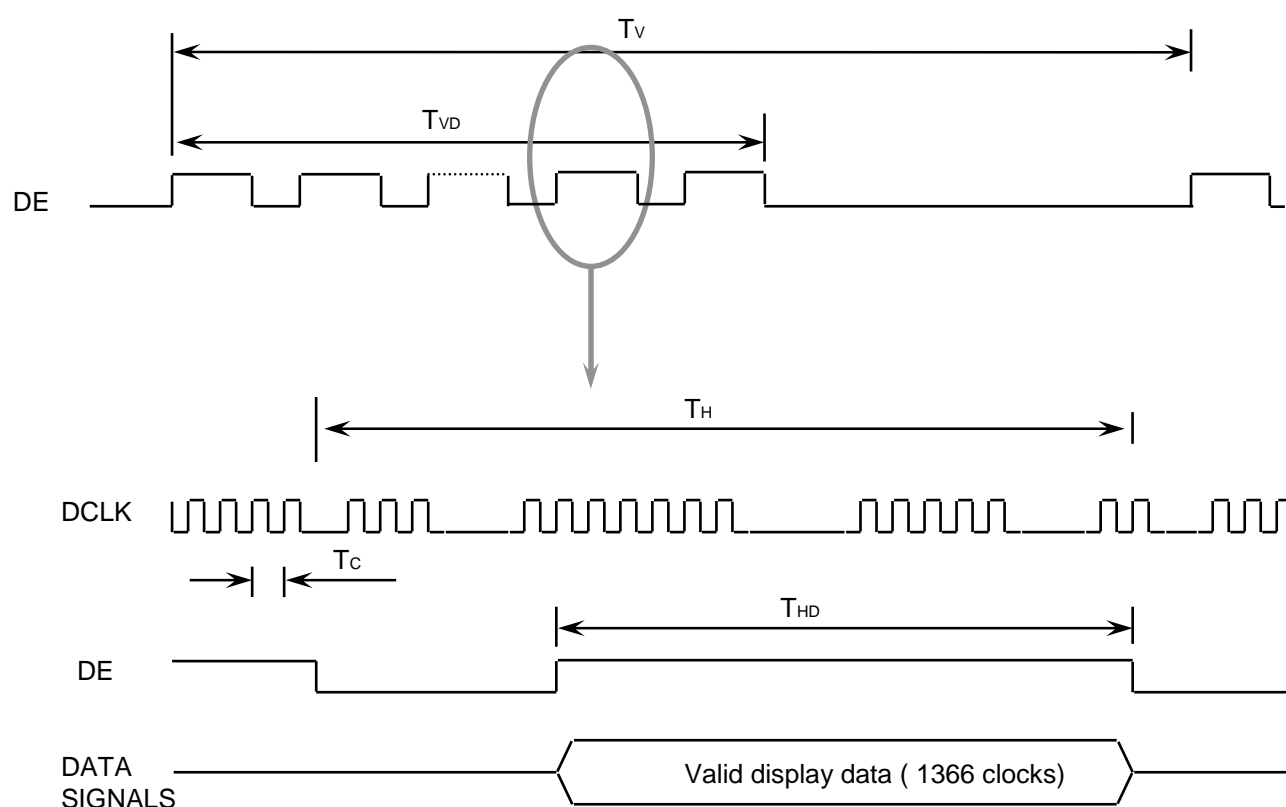 TV
TVD
DE
TH
DCLK
TC
THD
DE
DATA
SIGNALS
Valid display data ( 1366 clocks)